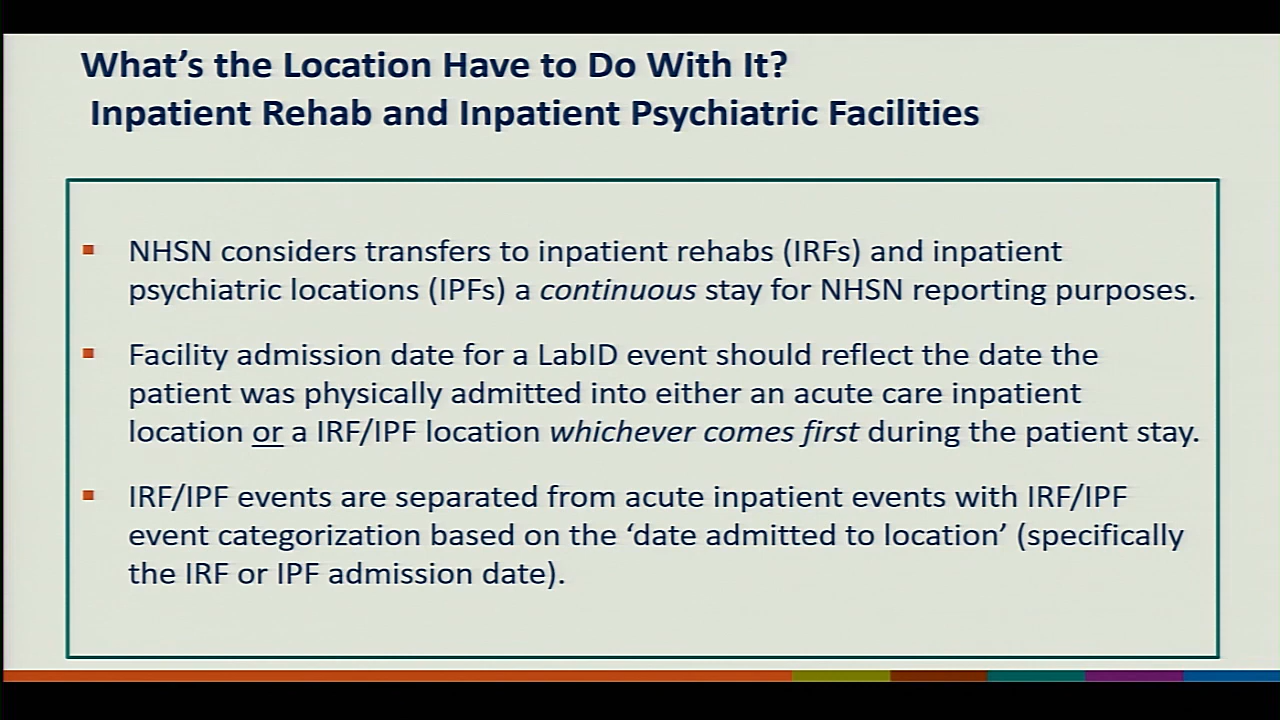 What's the Location Have to Do With It?
Inpatient Rehab and Inpatient Psychiatric Facilities
▪ NHSN considers transfers to inpatient rehabs (IRFs) and inpatient
psychiatric locations (IPFs) a continuous stay for NHSN reporting purposes.
▪ Facility admission date for a LabID event should reflect the date the
patient was physically admitted into either an acute care inpatient
location or a IRF/IPF location whichever comes first during the patient stay.
▪ IRF/IPF events are separated from acute inpatient events with IRF/IPF
event categorization based on the ‘date admitted to location’ (specifically
the IRF or IPF admission date).